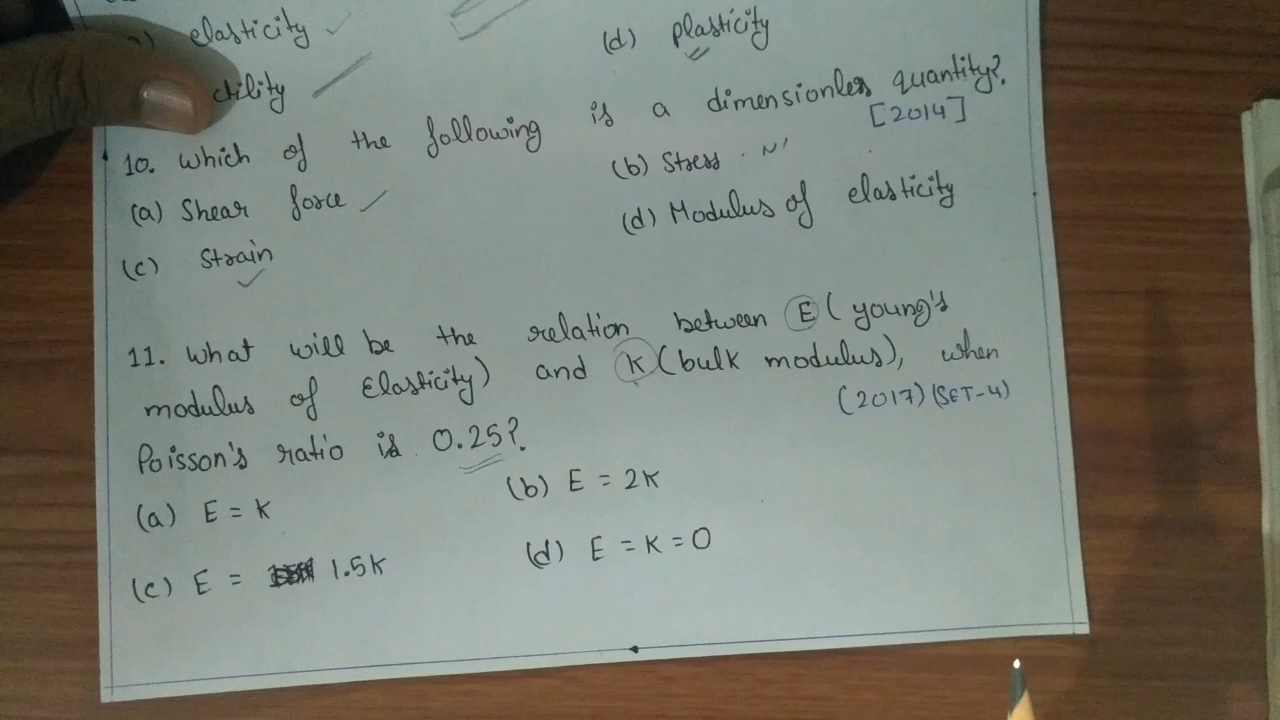 elasticity
(d) plasticity
ctility
10. Which of the following is a dimensionless quantity?
[2014]
(a) Shear force
(b) Stress
(c) Strain
(d) Modulus of elasticity
11. What will be the relation between E (young's
modulus of Elasticity) and K (bulk modulus), when
(2017) (SET-4)
Poisson's ratio is 0.25?
(a) E = K
(b) E = 2K
(c) E = 1.5K
(d) E = K = 0